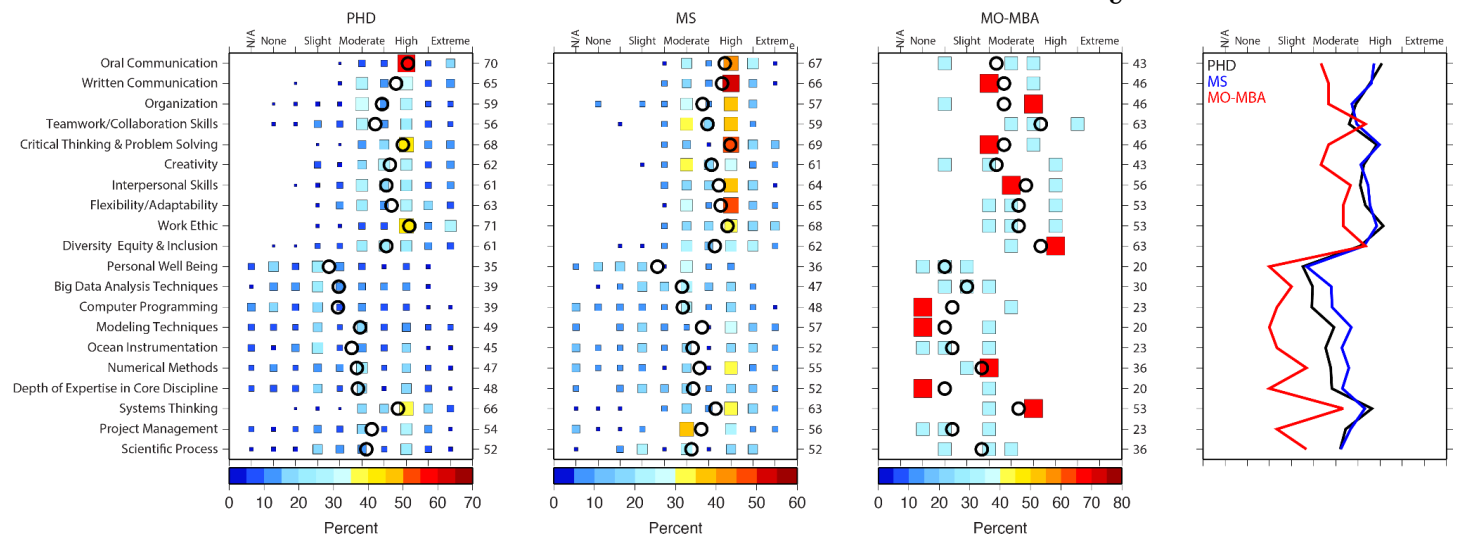 PHD
MS
MO-MBA
N/A None Slight Moderate High Extreme
N/A None Slight Moderate High Extreme
N/A None Slight Moderate High Extreme
None Slight Moderate High Extreme
Oral Communication 70 67 43
Written Communication 65 66 46
Organization 59 57 46
Teamwork/Collaboration Skills 56 59 63
Critical Thinking & Problem Solving 68 69 46
Creativity 62 61 43
Interpersonal Skills 61 64 56
Flexibility/Adaptability 63 65 53
Work Ethic 71 68 53
Diversity Equity & Inclusion 61 62 63
Personal Well Being 35 36 20
Big Data Analysis Techniques 39 47 30
Computer Programming 39 48 23
Modeling Techniques 49 57 20
Ocean Instrumentation 45 52 23
Numerical Methods 47 55 36
Depth of Expertise in Core Discipline 48 52 20
Systems Thinking 66 63 53
Project Management 54 56 23
Scientific Process 52 52 36
PHD
MS
MO-MBA
0 10 20 30 40 50 60 70
Percent
0 10 20 30 40 50 60
Percent
0 10 20 30 40 50 60 70 80
Percent